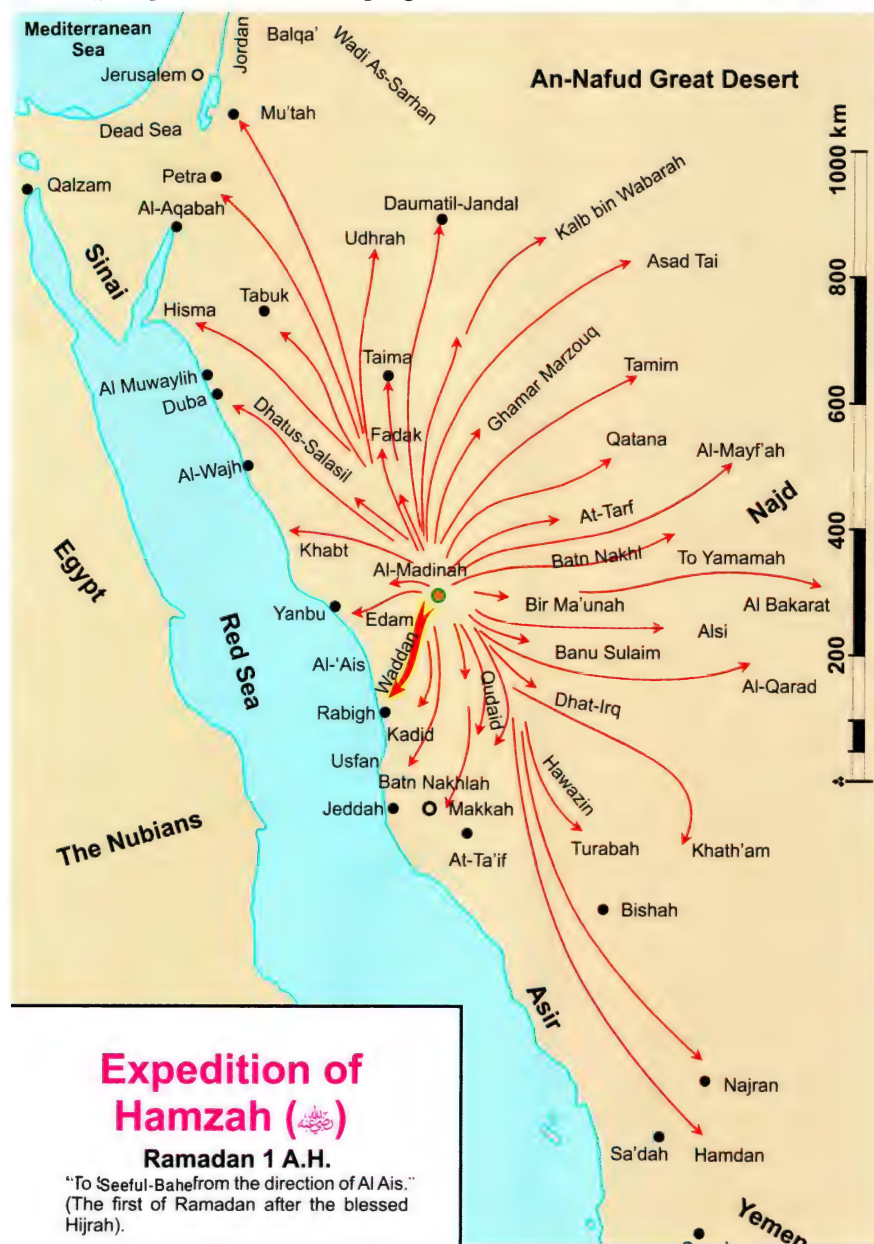 Mediterranean
Sea
Jordan
Balqa'
Wadi As-Sarhan
An-Nafud Great Desert
Jerusalem
Mu'tah
Dead Sea
1000 km
Qalzam
Petra
Al-Aqabah
Daumatil-Jandal
Kalb bin Wabarah
Udhrah
Asad Tai
Sinai
800
Hisma
Tabuk
Taima
Ghamar Marzouq
Tamim
Al Muwaylih
Duba
Dhatus-Salasil
Fadak
600
Qatana
Al-Mayf'ah
Al-Wajh
Najd
At-Tarf
400
Khabt
Batn Nakhl
To Yamamah
Egypt
Al-Madinah
Yanbu
Edam
Bir Ma'unah
Al Bakarat
Red Sea
Waddan
Alsi
Al-'Ais
Banu Sulaim
200
Qudaid
Al-Qarad
Rabigh
Dhat-Irq
Kadid
Usfan
Hawazin
Batn Nakhlah
Jeddah
Makkah
The Nubians
At-Ta'if
Turabah
Khath'am
Bishah
Asir
Najran
Sa'dah
Hamdan
Yemen
Expedition of
Hamzah (رضي الله عنه)
Ramadan 1 A.H.
"To 'Seeful-Bahefrom the direction of Al Ais."
(The first of Ramadan after the blessed
Hijrah).